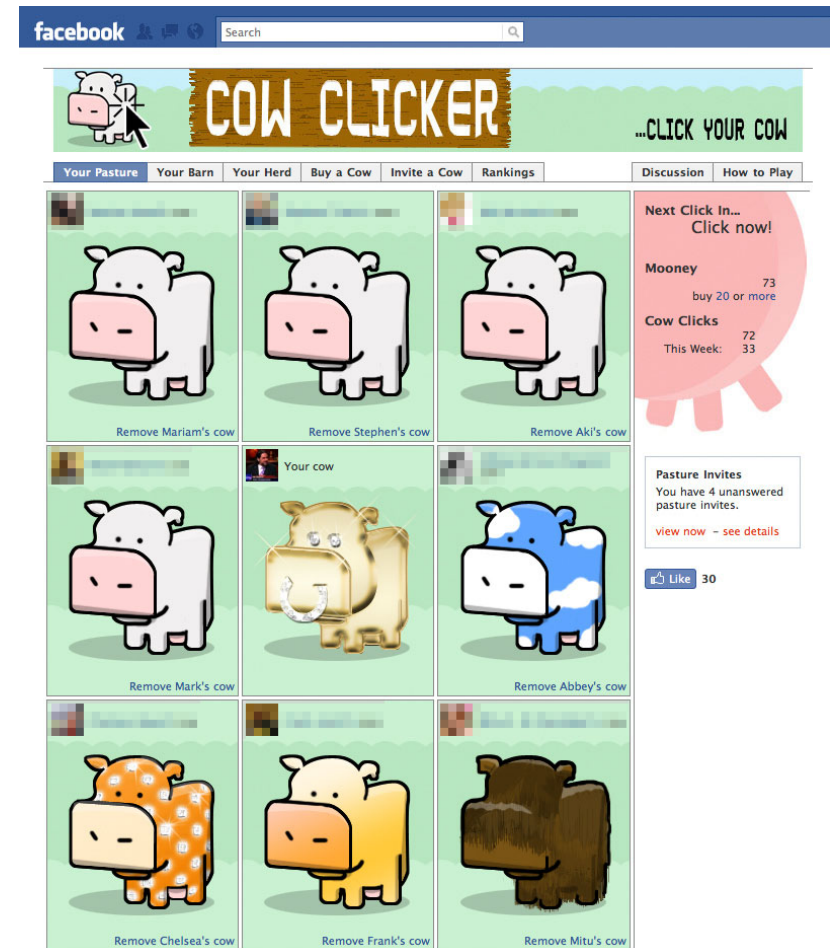 facebook
Search
COW CLICKER
...CLICK YOUR COW
Your Pasture Your Barn Your Herd Buy a Cow Invite a Cow Rankings Discussion How to Play
Next Click In...
Click now!
Mooney
73
buy 20 or more
Cow Clicks
72
This Week: 33
Remove Mariam's cow
Remove Stephen's cow
Remove Aki's cow
Your cow
Pasture Invites
You have 4 unanswered
pasture invites.
view now – see details
Like 30
Remove Mark's cow
Remove Abbey's cow
Remove Chelsea's cow
Remove Frank's cow
Remove Mitu's cow